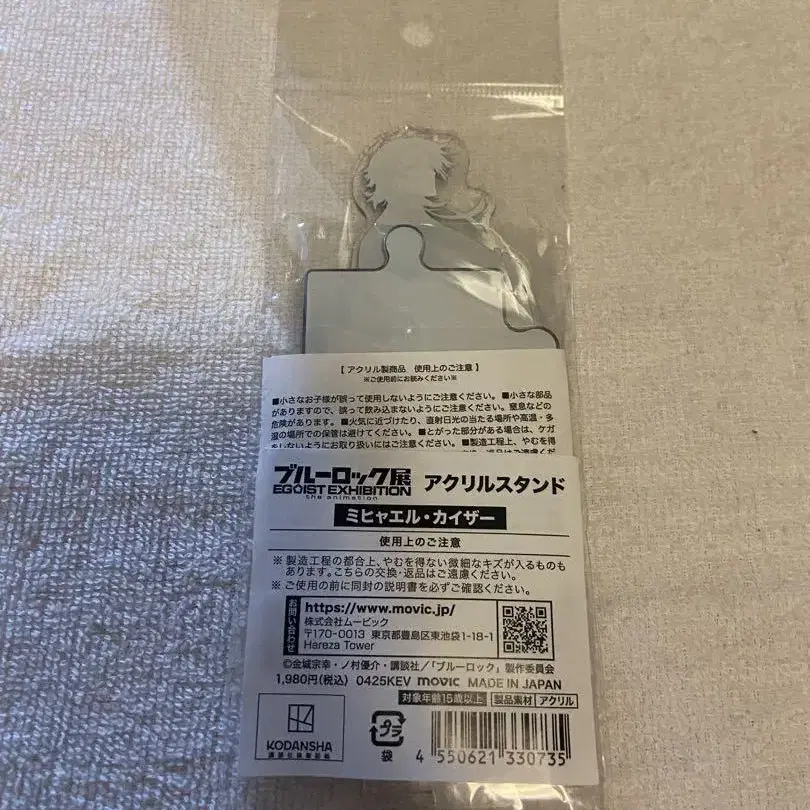 【 アクリル製商品　使用上のご注意 】
※ご使用前にお読みください※
■小さなお子様が誤って使用しないようにご注意ください。 ■小さな部品
がありますので、誤って飲み込まないようにご注意ください。窒息などの
危険があります。■火気に近づけたり、直射日光の当たる場所や高温・多
湿の場所での保管は避けてください。■とがった部分がある場合は、ケガ
をしないようにお取り扱いにはご注意ください。■製造工程上、やむを得
ブルーロック展
EGOIST EXHIBITION
the animation
アクリルスタンド
ミヒャエル・カイザー
使用上のご注意
※ 製造工程の都合上、やむを得ない微細なキズが入るものも
あります。こちらの交換・返品はご遠慮ください。
※ ご使用の前に同封の説明書を必ずご確認ください。
お問い合わせ
https://www.movic.jp/
株式会社ムービック
〒170-0013 東京都豊島区東池袋1-18-1
Hareza Tower
©金城宗幸・ノ村優介・講談社／「ブルーロック」製作委員会
1,980円(税込) 0425KEV movic MADE IN JAPAN
対象年齢15歳以上 製品素材 アクリル
KODANSHA
プラ
袋
4 550621 330735